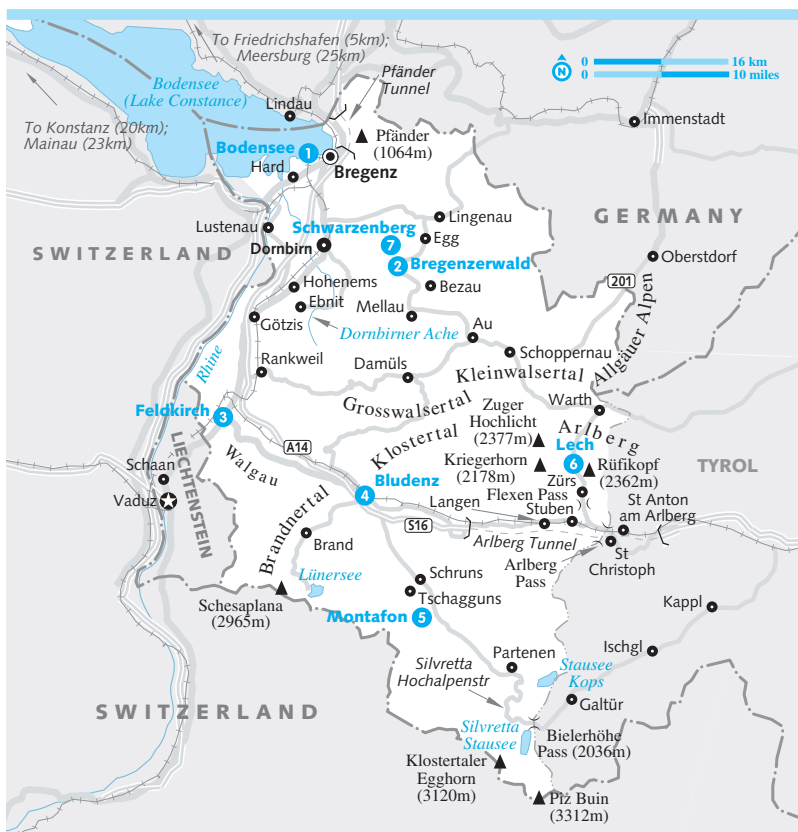 To Friedrichshafen (5km);
Meersburg (25km)
Pfänder
Tunnel
0 16 km
0 10 miles
N
Bodensee
(Lake Constance)
Lindau
Immenstadt
To Konstanz (20km);
Mainau (23km)
Pfänder
(1064m)
Bodensee
1
Bregenz
Hard
Lingenau
GERMANY
Lustenau
Schwarzenberg
7
Egg
SWITZERLAND
Dornbirn
2
Bregenzerwald
Oberstdorf
Hohenems
Bezau
201
Ebnit
Mellau
Götzis
Dornbirner Ache
Au
Allgäuer Alpen
Schoppernau
Rhine
Rankweil
Damüls
Kleinwalsertal
Grosswalsertal
Warth
Feldkirch
3
Zuger
Hochlicht
(2377m)
Arlberg
A14
Klostertal
Lech
6
Walgau
Kriegerhorn
(2178m)
Rüfikopf
(2362m)
TYROL
LIECHTENSTEIN
Schaan
Vaduz
Bludenz
4
Zürs
Flexen Pass
Langen
Stuben
St Anton
am Arlberg
S16
Brandnertal
Brand
Arlberg Tunnel
Arlberg
Pass
St
Christoph
Lünersee
Schruns
Tschagguns
Schesaplana
(2965m)
Kappl
Montafon
5
Partenen
Ischgl
Silvretta
Hochalpenstr
Stausee
Kops
Galtür
SWITZERLAND
Silvretta
Stausee
Bielerhöhe
Pass (2036m)
Klostertaler
Egghorn
(3120m)
Piz Buin
(3312m)